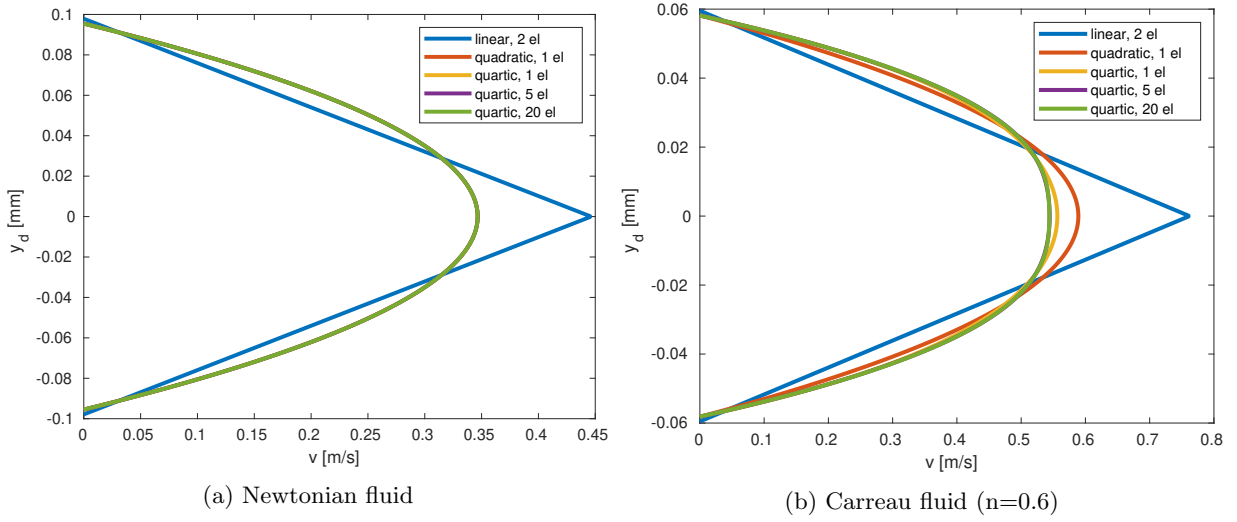 0.1
0.08
0.06
0.04
0.02
0
-0.02
-0.04
-0.06
-0.08
-0.1
y_d [mm]
0 0.05 0.1 0.15 0.2 0.25 0.3 0.35 0.4 0.45
v [m/s]
linear, 2 el
quadratic, 1 el
quartic, 1 el
quartic, 5 el
quartic, 20 el
(a) Newtonian fluid
0.06
0.04
0.02
0
-0.02
-0.04
-0.06
y_d [mm]
0 0.1 0.2 0.3 0.4 0.5 0.6 0.7 0.8
v [m/s]
linear, 2 el
quadratic, 1 el
quartic, 1 el
quartic, 5 el
quartic, 20 el
(b) Carreau fluid (n=0.6)